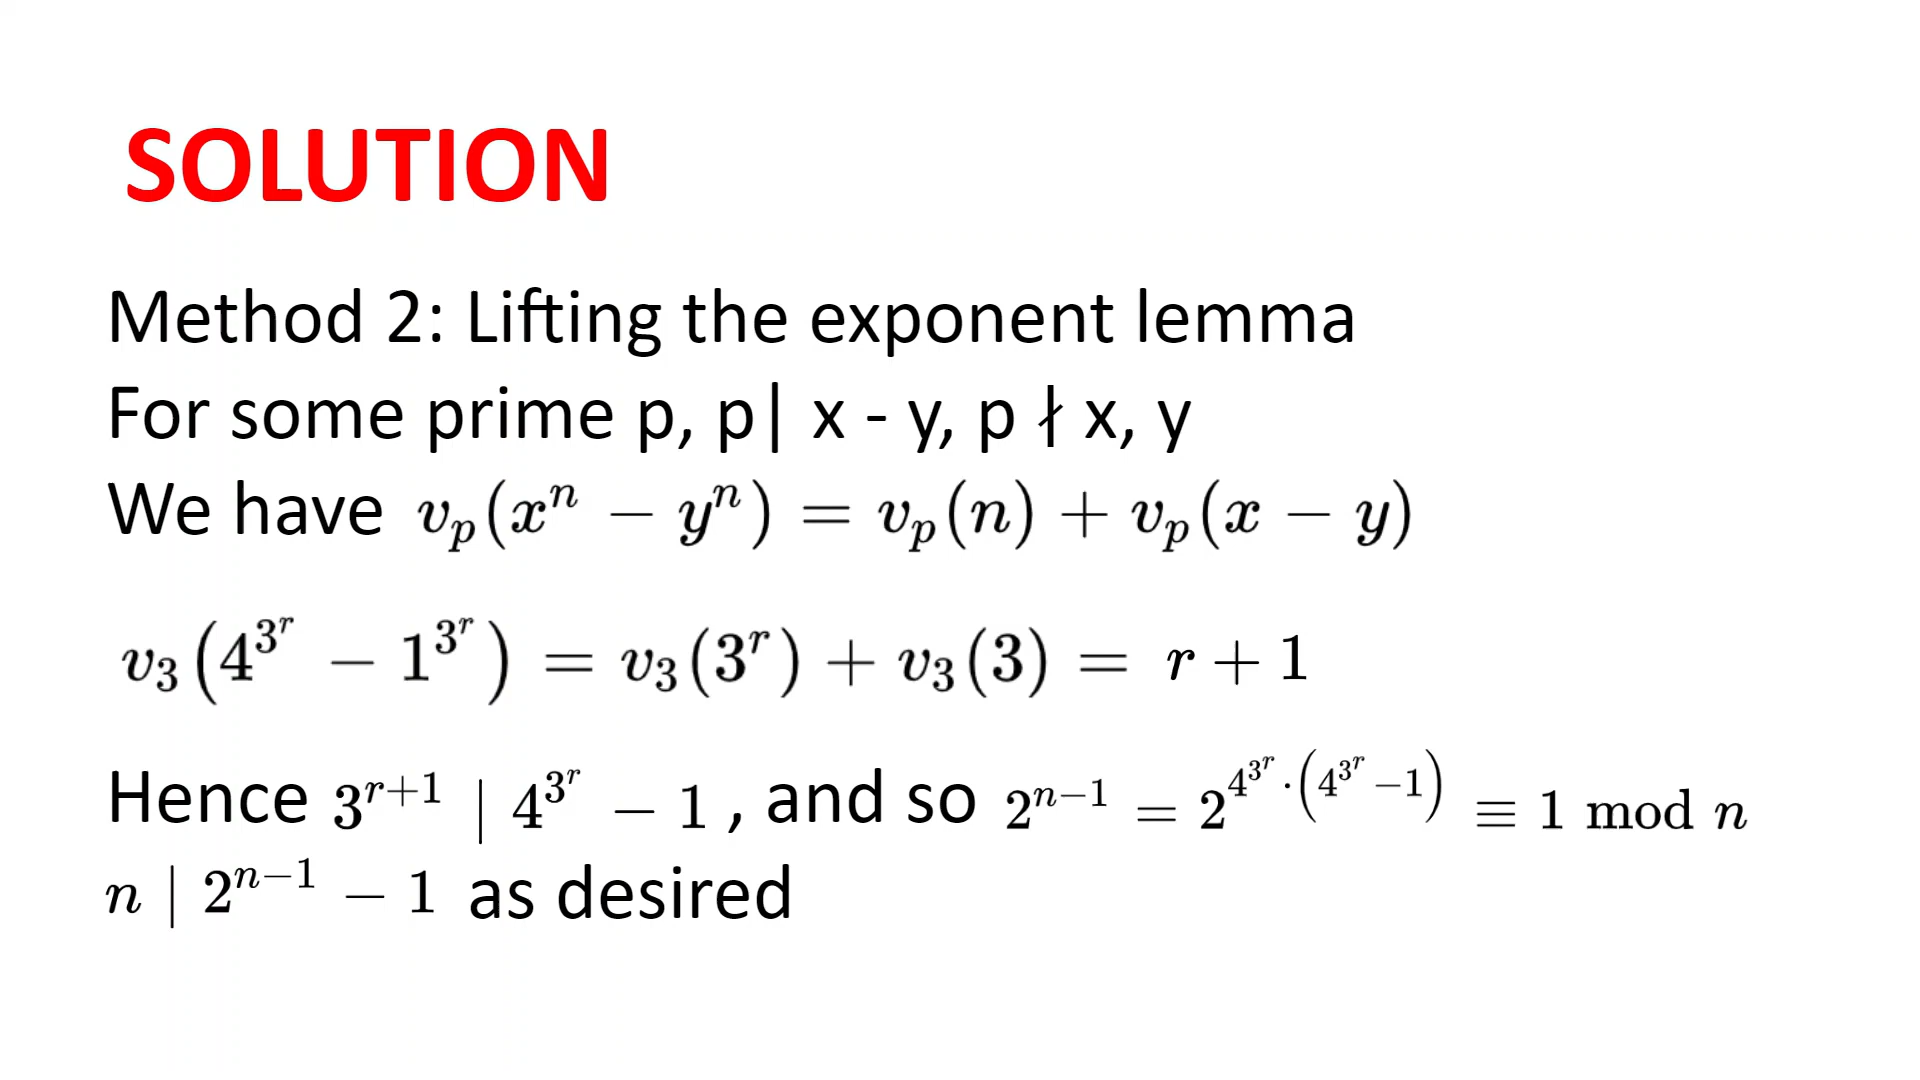 SOLUTION
Method 2: Lifting the exponent lemma
For some prime p, p| x - y, p ∤ x, y
We have $v_p(x^n - y^n) = v_p(n) + v_p(x - y)$
$v_3\left(4^{3^r} - 1^{3^r}\right) = v_3(3^r) + v_3(3) = r + 1$
Hence $3^{r+1} \mid 4^{3^r} - 1$, and so $2^{n-1} = 2^{4^{3^r} \cdot \left(4^{3^r} - 1\right)} \equiv 1 \bmod n$
$n \mid 2^{n-1} - 1$ as desired